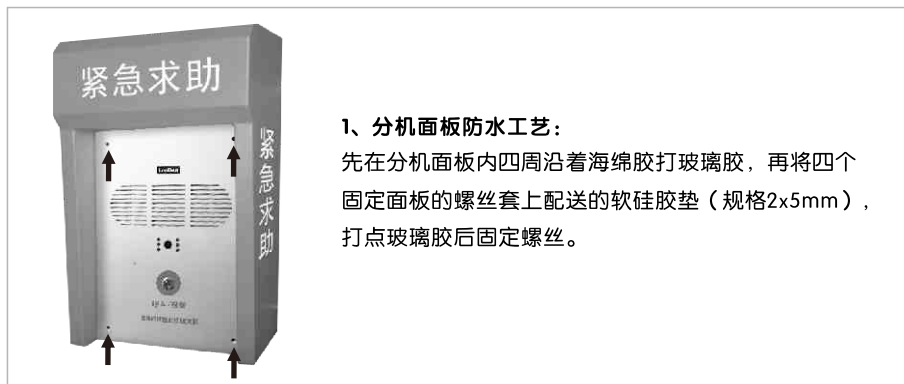 紧急求助
紧急求助
1、分机面板防水工艺：
先在分机面板内四周沿着海绵胶打玻璃胶，再将四个
固定面板的螺丝套上配送的软硅胶垫（规格2x5mm），
打点玻璃胶后固定螺丝。